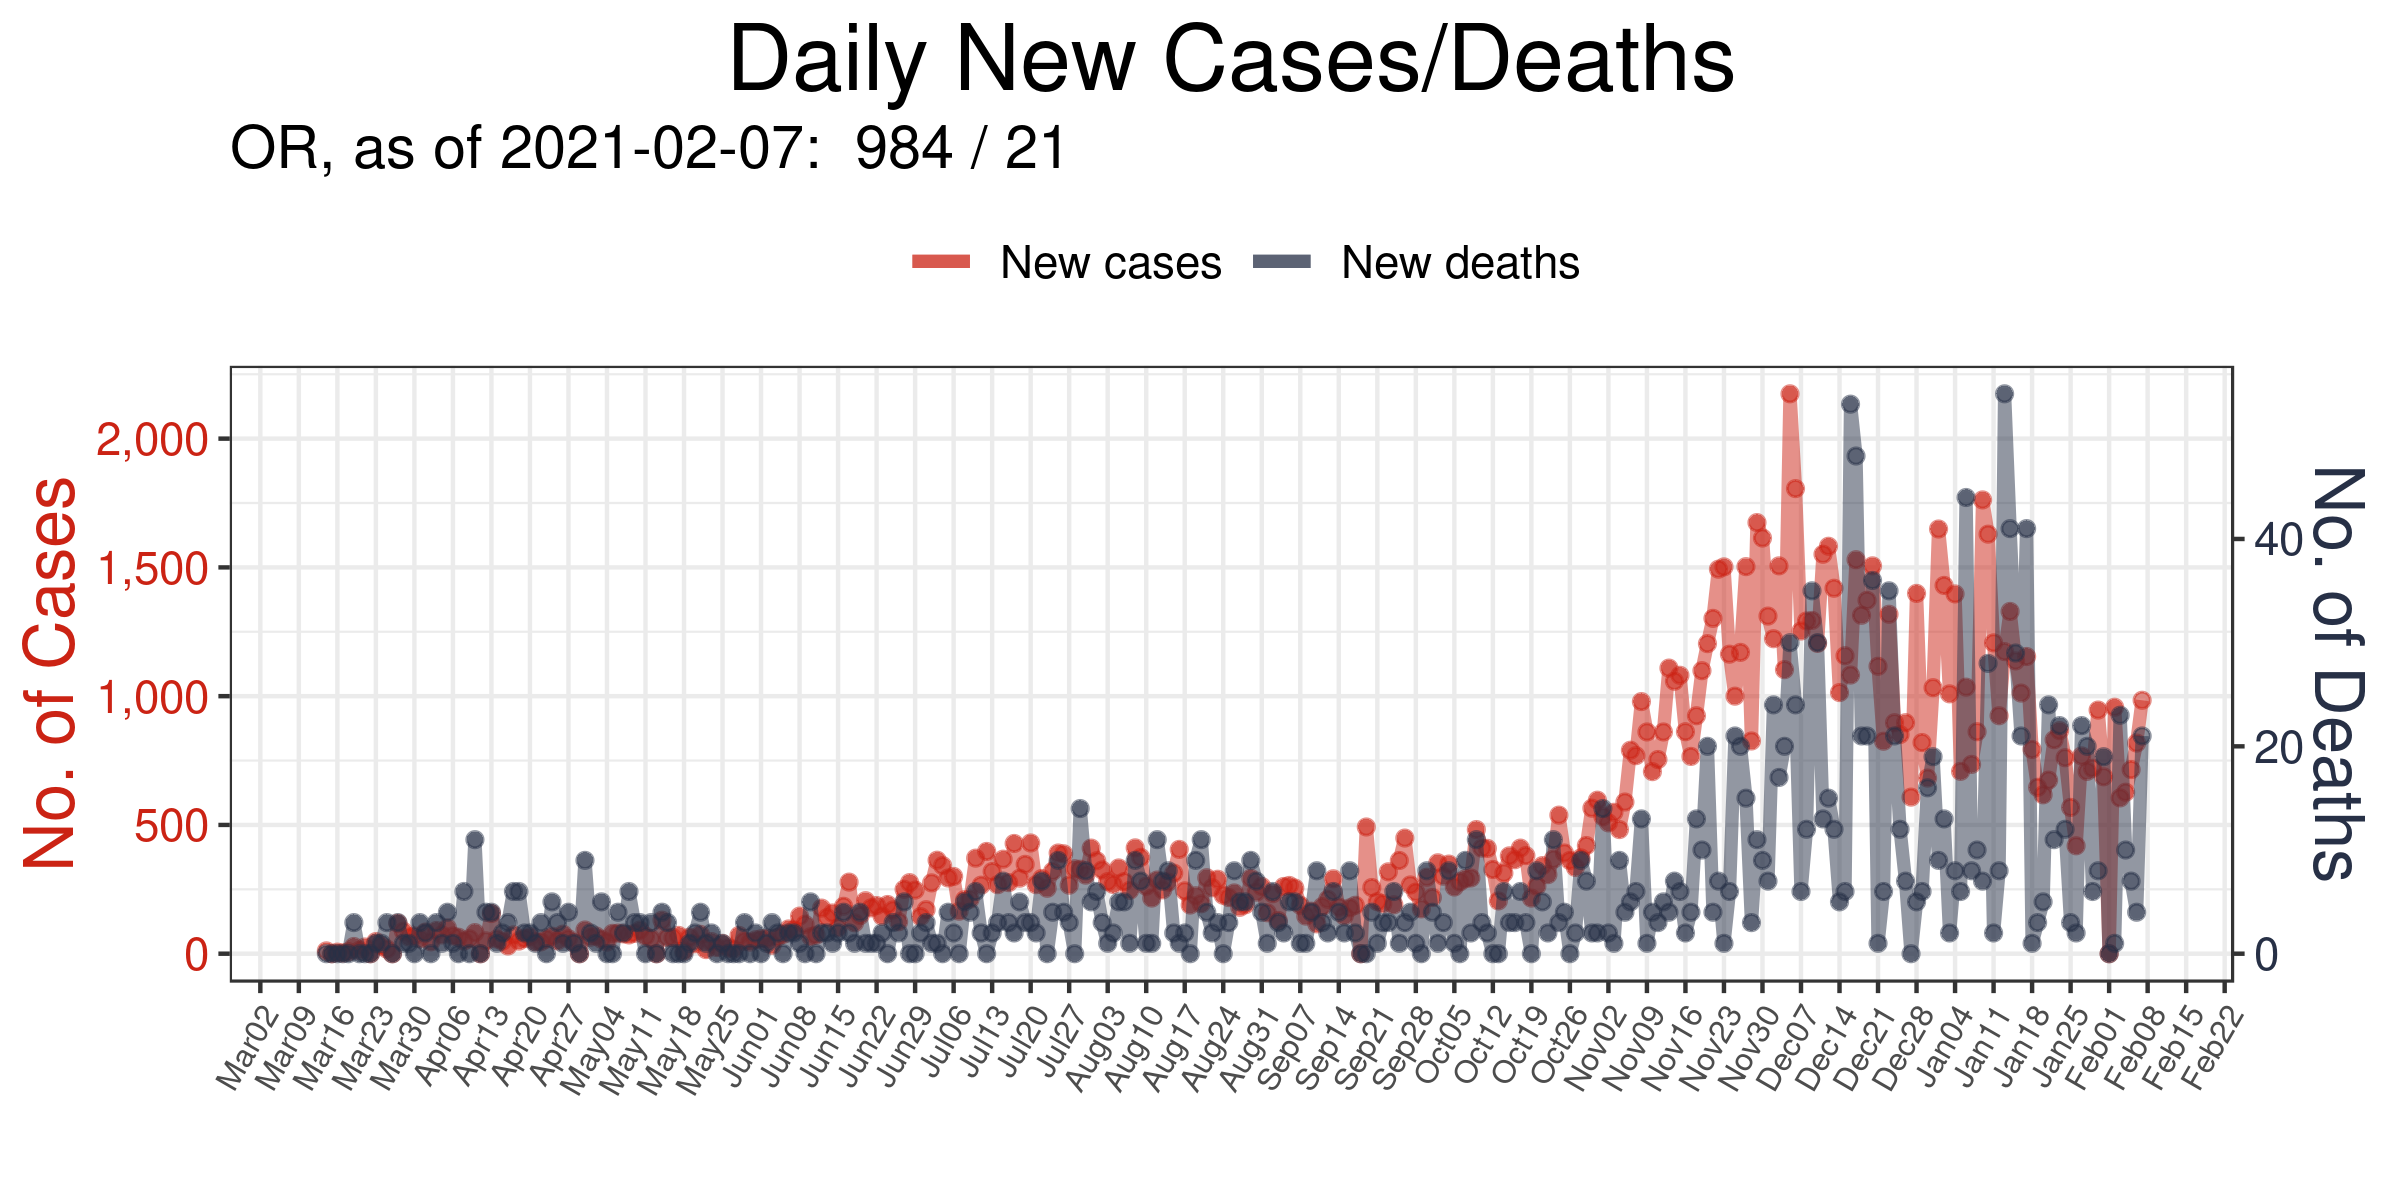 Daily New Cases/Deaths
OR, as of 2021-02-07:  984 / 21
New cases
New deaths
No. of Cases
2,000
1,500
1,000
500
0
40
20
0
No. of Deaths
Mar02
Mar09
Mar16
Mar23
Mar30
Apr06
Apr13
Apr20
Apr27
May04
May11
May18
May25
Jun01
Jun08
Jun15
Jun22
Jun29
Jul06
Jul13
Jul20
Jul27
Aug03
Aug10
Aug17
Aug24
Aug31
Sep07
Sep14
Sep21
Sep28
Oct05
Oct12
Oct19
Oct26
Nov02
Nov09
Nov16
Nov23
Nov30
Dec07
Dec14
Dec21
Dec28
Jan04
Jan11
Jan18
Jan25
Feb01
Feb08
Feb15
Feb22